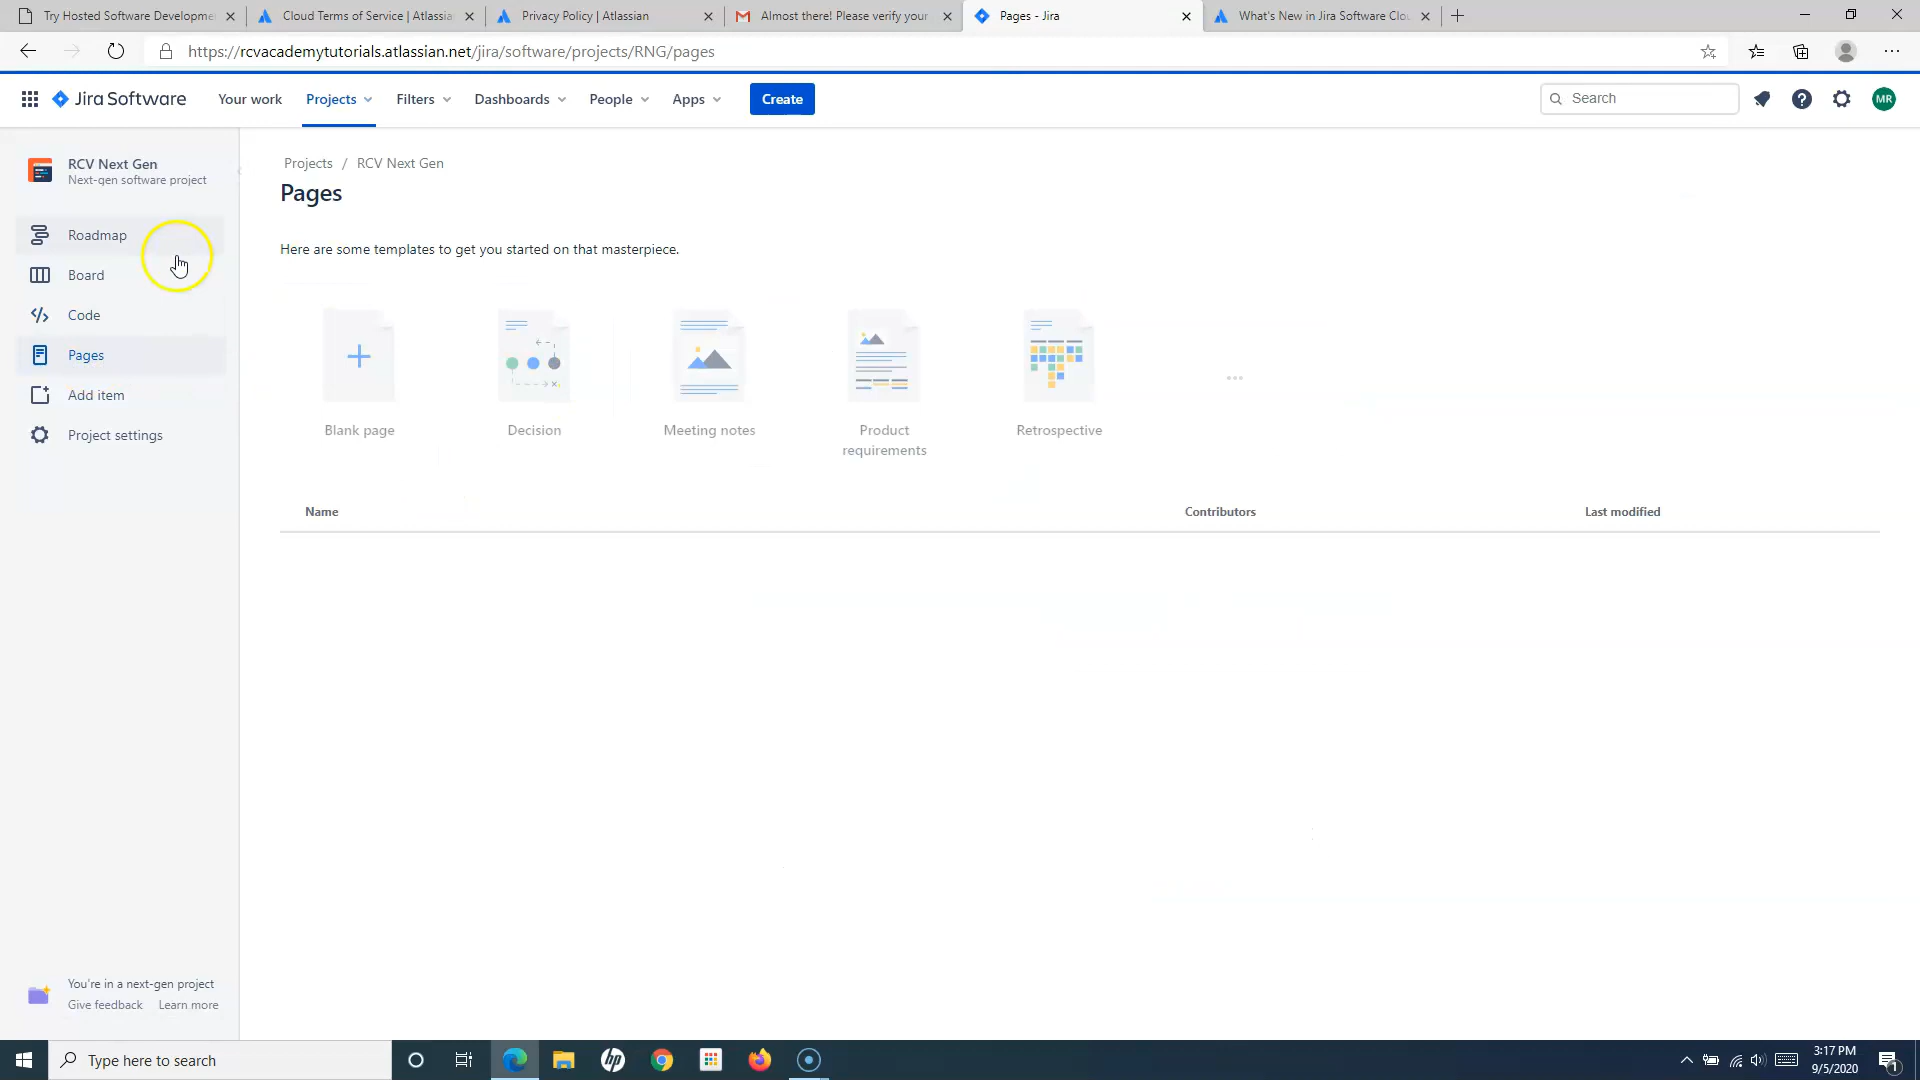 Try Hosted Software Developme
Cloud Terms of Service | Atlassia
Privacy Policy | Atlassian
Almost there! Please verify your
Pages - Jira
What's New in Jira Software Clou
https://rcvacademytutorials.atlassian.net/jira/software/projects/RNG/pages
Jira Software
Your work
Projects
Filters
Dashboards
People
Apps
Create
Search
MR
RCV Next Gen
Next-gen software project
Roadmap
Board
Code
Pages
Add item
Project settings
Projects / RCV Next Gen
Pages
Here are some templates to get you started on that masterpiece.
Blank page
Decision
Meeting notes
Product
requirements
Retrospective
Name
Contributors
Last modified
You're in a next-gen project
Give feedback
Learn more
Type here to search
hp
3:17 PM
9/5/2020
1